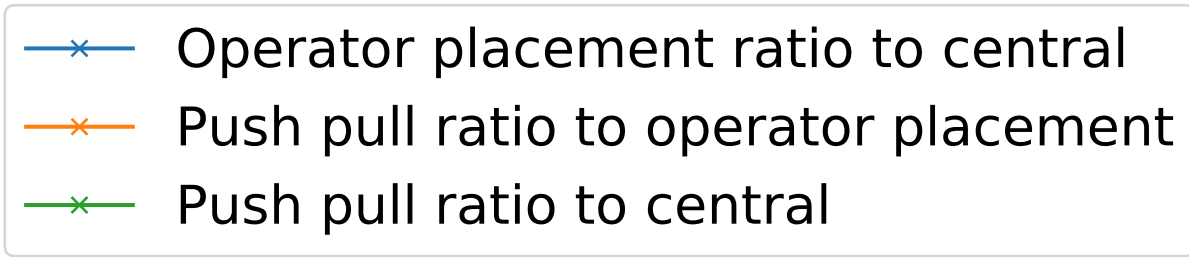 Operator placement ratio to central
Push pull ratio to operator placement
Push pull ratio to central